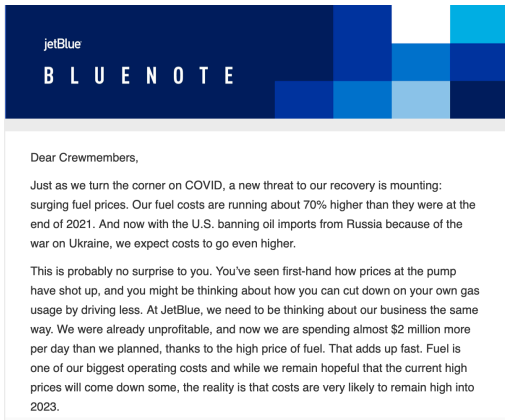 jetBlue
BLUENOTE
Dear Crewmembers,
Just as we turn the corner on COVID, a new threat to our recovery is mounting:
surging fuel prices. Our fuel costs are running about 70% higher than they were at the
end of 2021. And now with the U.S. banning oil imports from Russia because of the
war on Ukraine, we expect costs to go even higher.
This is probably no surprise to you. You've seen first-hand how prices at the pump
have shot up, and you might be thinking about how you can cut down on your own gas
usage by driving less. At JetBlue, we need to be thinking about our business the same
way. We were already unprofitable, and now we are spending almost $2 million more
per day than we planned, thanks to the high price of fuel. That adds up fast. Fuel is
one of our biggest operating costs and while we remain hopeful that the current high
prices will come down some, the reality is that costs are very likely to remain high into
2023.